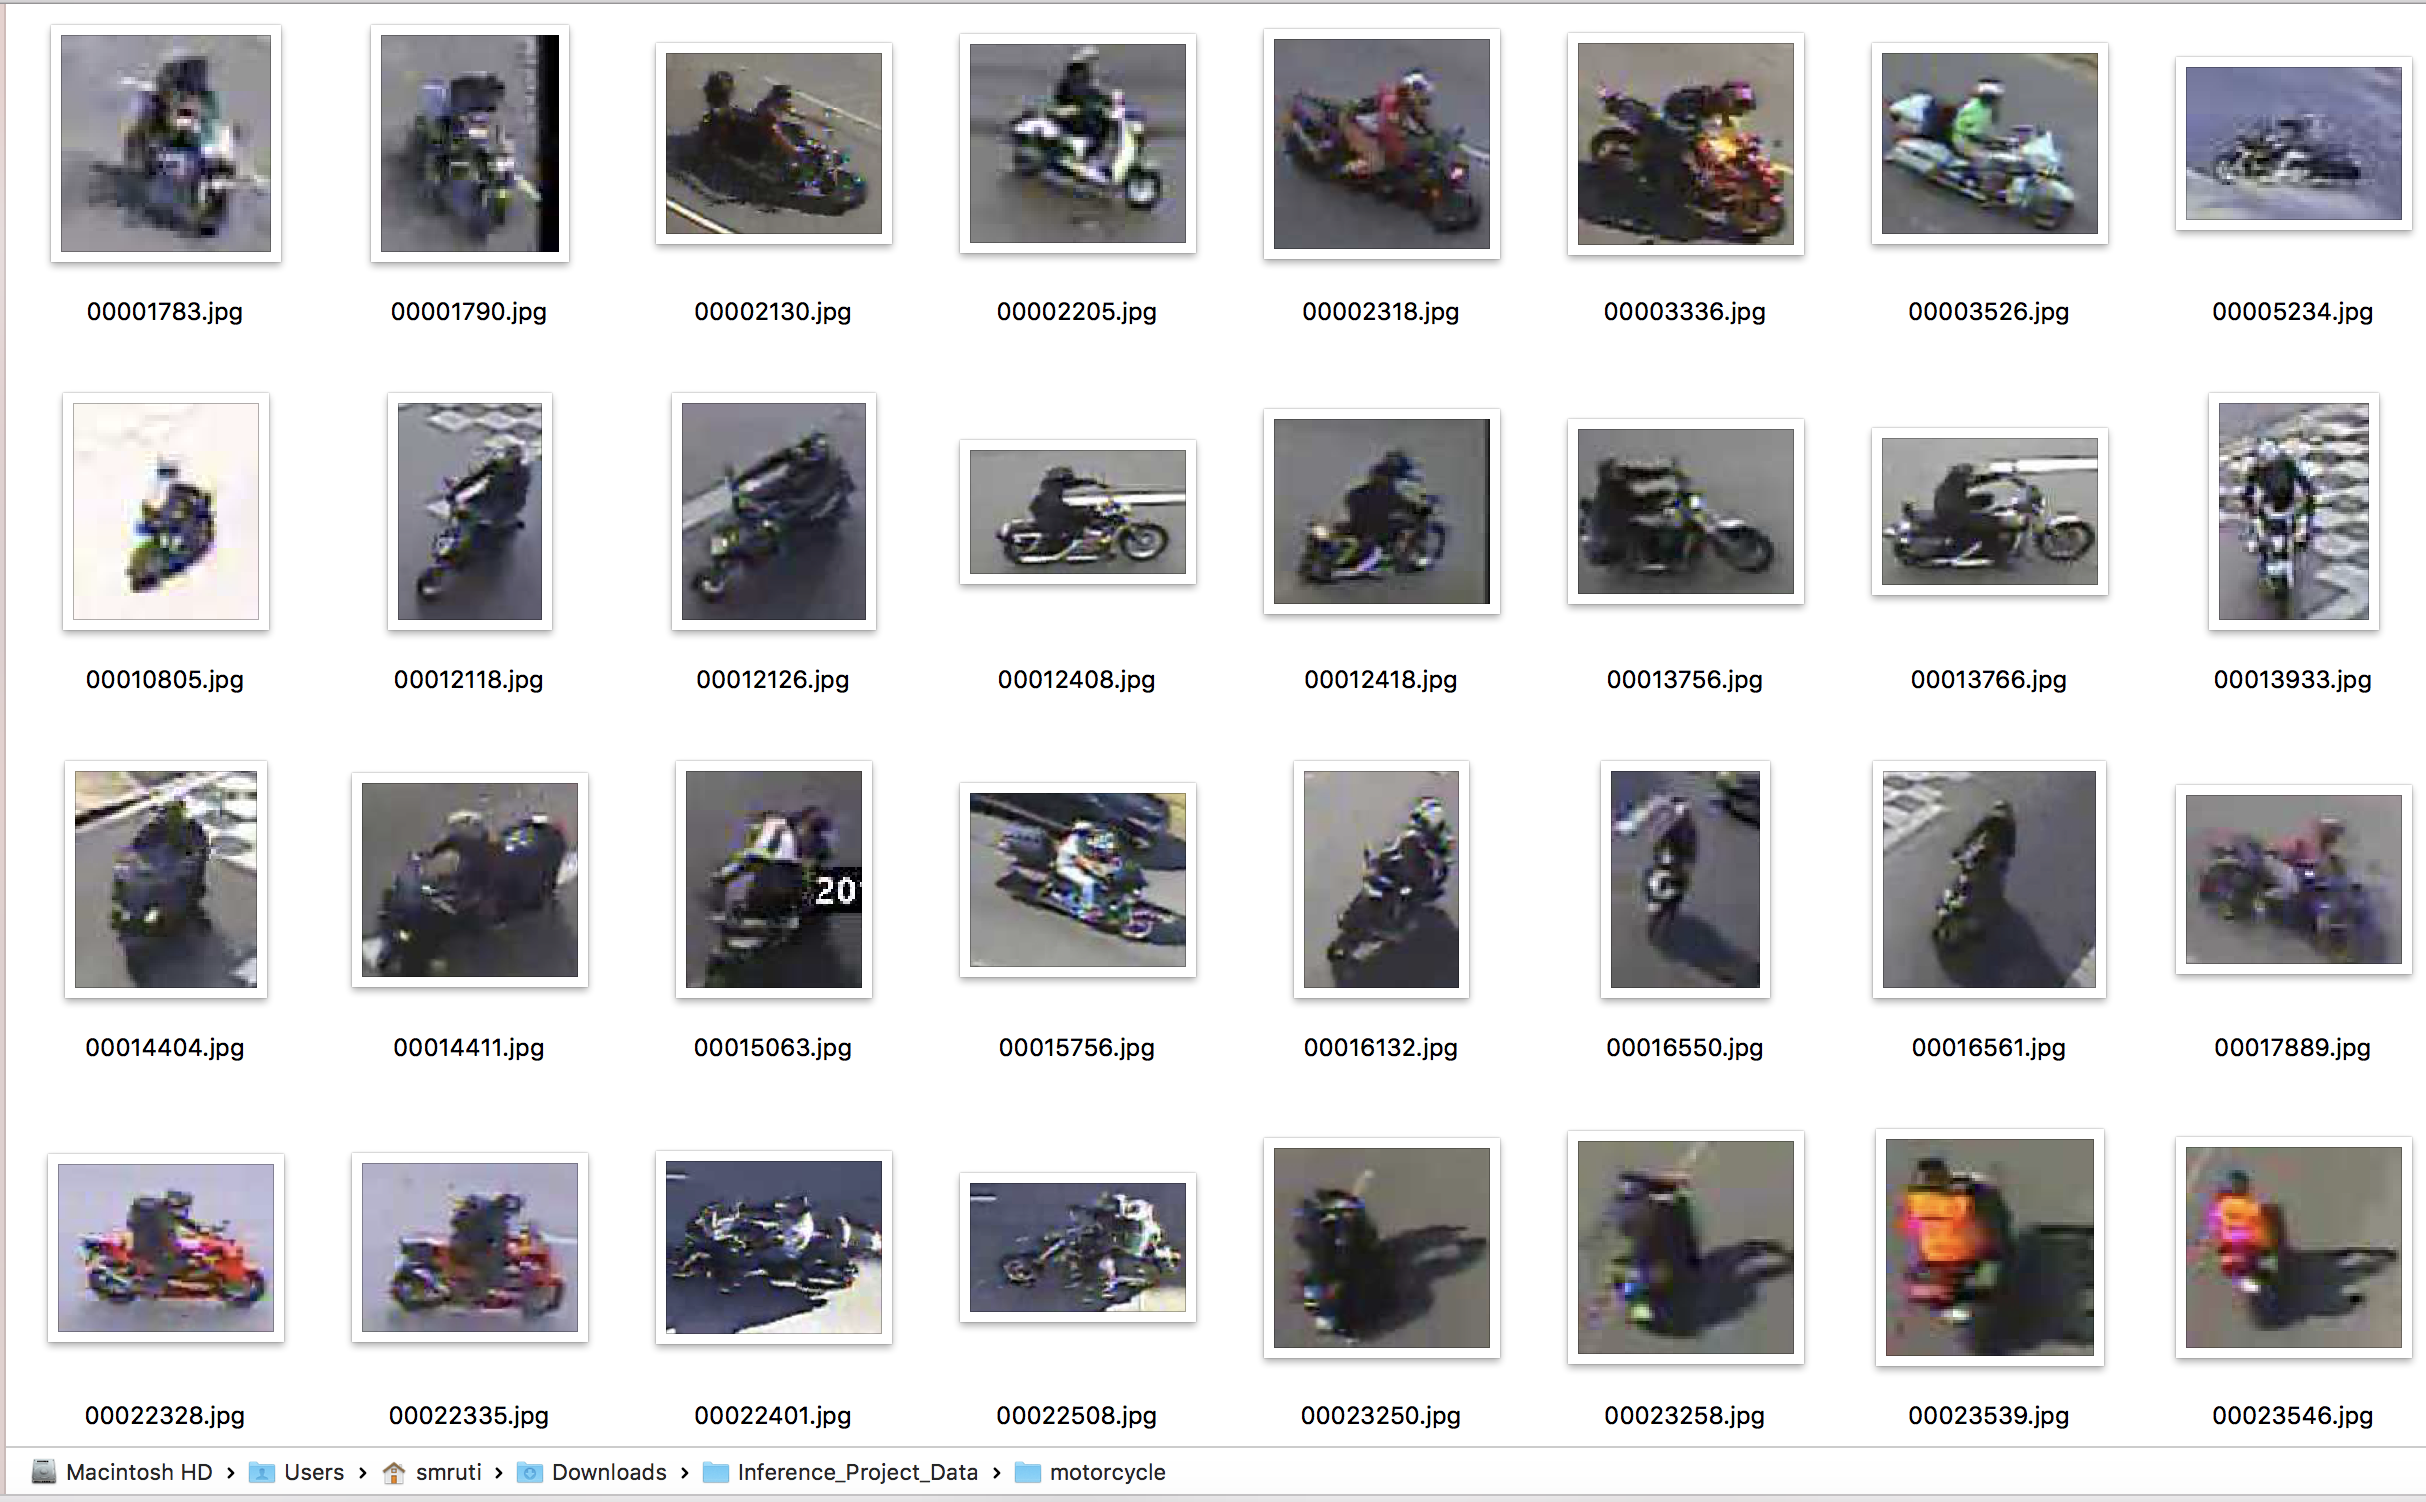 00001783.jpg 00001790.jpg 00002130.jpg 00002205.jpg 00002318.jpg 00003336.jpg 00003526.jpg 00005234.jpg
00010805.jpg 00012118.jpg 00012126.jpg 00012408.jpg 00012418.jpg 00013756.jpg 00013766.jpg 00013933.jpg
20
00014404.jpg 00014411.jpg 00015063.jpg 00015756.jpg 00016132.jpg 00016550.jpg 00016561.jpg 00017889.jpg
00022328.jpg 00022335.jpg 00022401.jpg 00022508.jpg 00023250.jpg 00023258.jpg 00023539.jpg 00023546.jpg
Macintosh HD › Users › smruti › Downloads › Inference_Project_Data › motorcycle